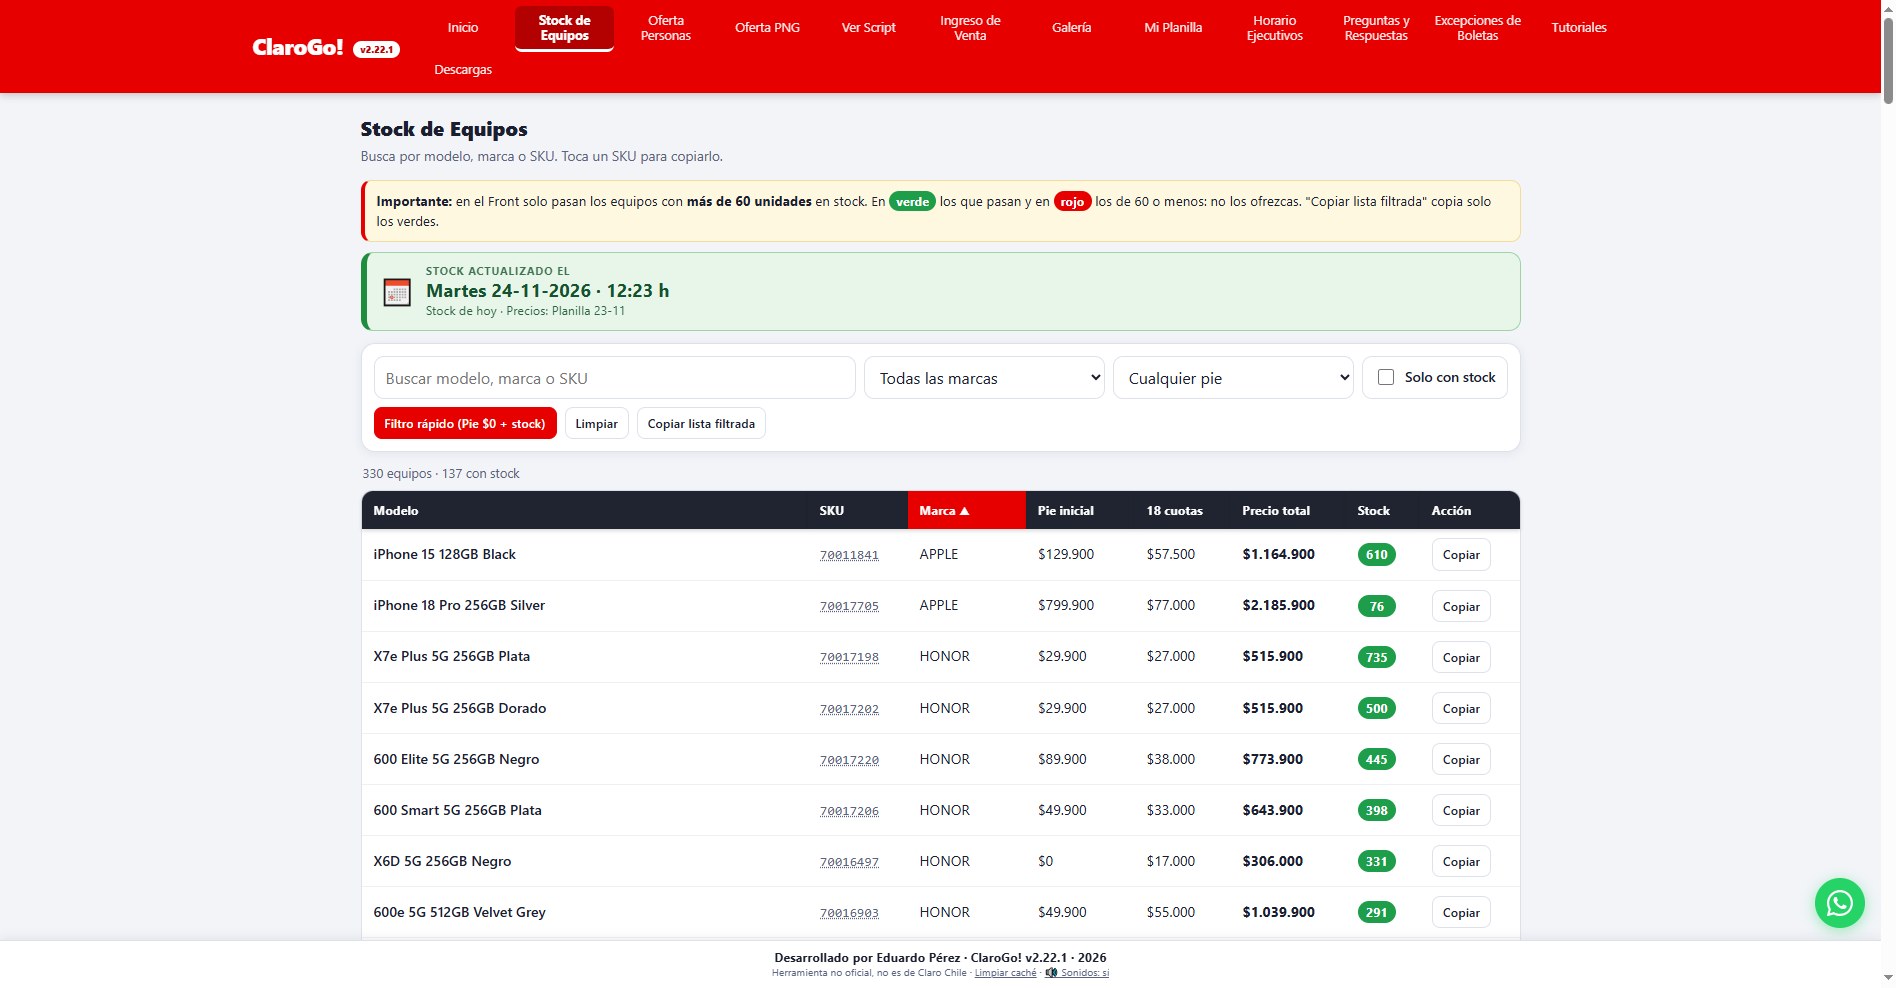 ClaroGo! v2.22.1
Inicio
Stock de
Equipos
Oferta
Personas
Oferta PNG
Ver Script
Ingreso de
Venta
Galería
Mi Planilla
Horario
Ejecutivos
Preguntas y
Respuestas
Excepciones de
Boletas
Tutoriales
Descargas
Stock de Equipos
Busca por modelo, marca o SKU. Toca un SKU para copiarlo.
Importante: en el Front solo pasan los equipos con más de 60 unidades en stock. En verde los que pasan y en rojo los de 60 o menos: no los ofrezcas. "Copiar lista filtrada" copia solo
los verdes.
STOCK ACTUALIZADO EL
Martes 24-11-2026 · 12:23 h
Stock de hoy · Precios: Planilla 23-11
Buscar modelo, marca o SKU Todas las marcas Cualquier pie Solo con stock
Filtro rápido (Pie $0 + stock) Limpiar Copiar lista filtrada
330 equipos · 137 con stock
Modelo SKU Marca ▲ Pie inicial 18 cuotas Precio total Stock Acción
iPhone 15 128GB Black 70011841 APPLE $129.900 $57.500 $1.164.900 610 Copiar
iPhone 18 Pro 256GB Silver 70017705 APPLE $799.900 $77.000 $2.185.900 76 Copiar
X7e Plus 5G 256GB Plata 70017198 HONOR $29.900 $27.000 $515.900 735 Copiar
X7e Plus 5G 256GB Dorado 70017202 HONOR $29.900 $27.000 $515.900 500 Copiar
600 Elite 5G 256GB Negro 70017220 HONOR $89.900 $38.000 $773.900 445 Copiar
600 Smart 5G 256GB Plata 70017206 HONOR $49.900 $33.000 $643.900 398 Copiar
X6D 5G 256GB Negro 70016497 HONOR $0 $17.000 $306.000 331 Copiar
600e 5G 512GB Velvet Grey 70016903 HONOR $49.900 $55.000 $1.039.900 291 Copiar
Desarrollado por Eduardo Pérez · ClaroGo! v2.22.1 · 2026
Herramienta no oficial, no es de Claro Chile · Limpiar caché · Sonidos: sí